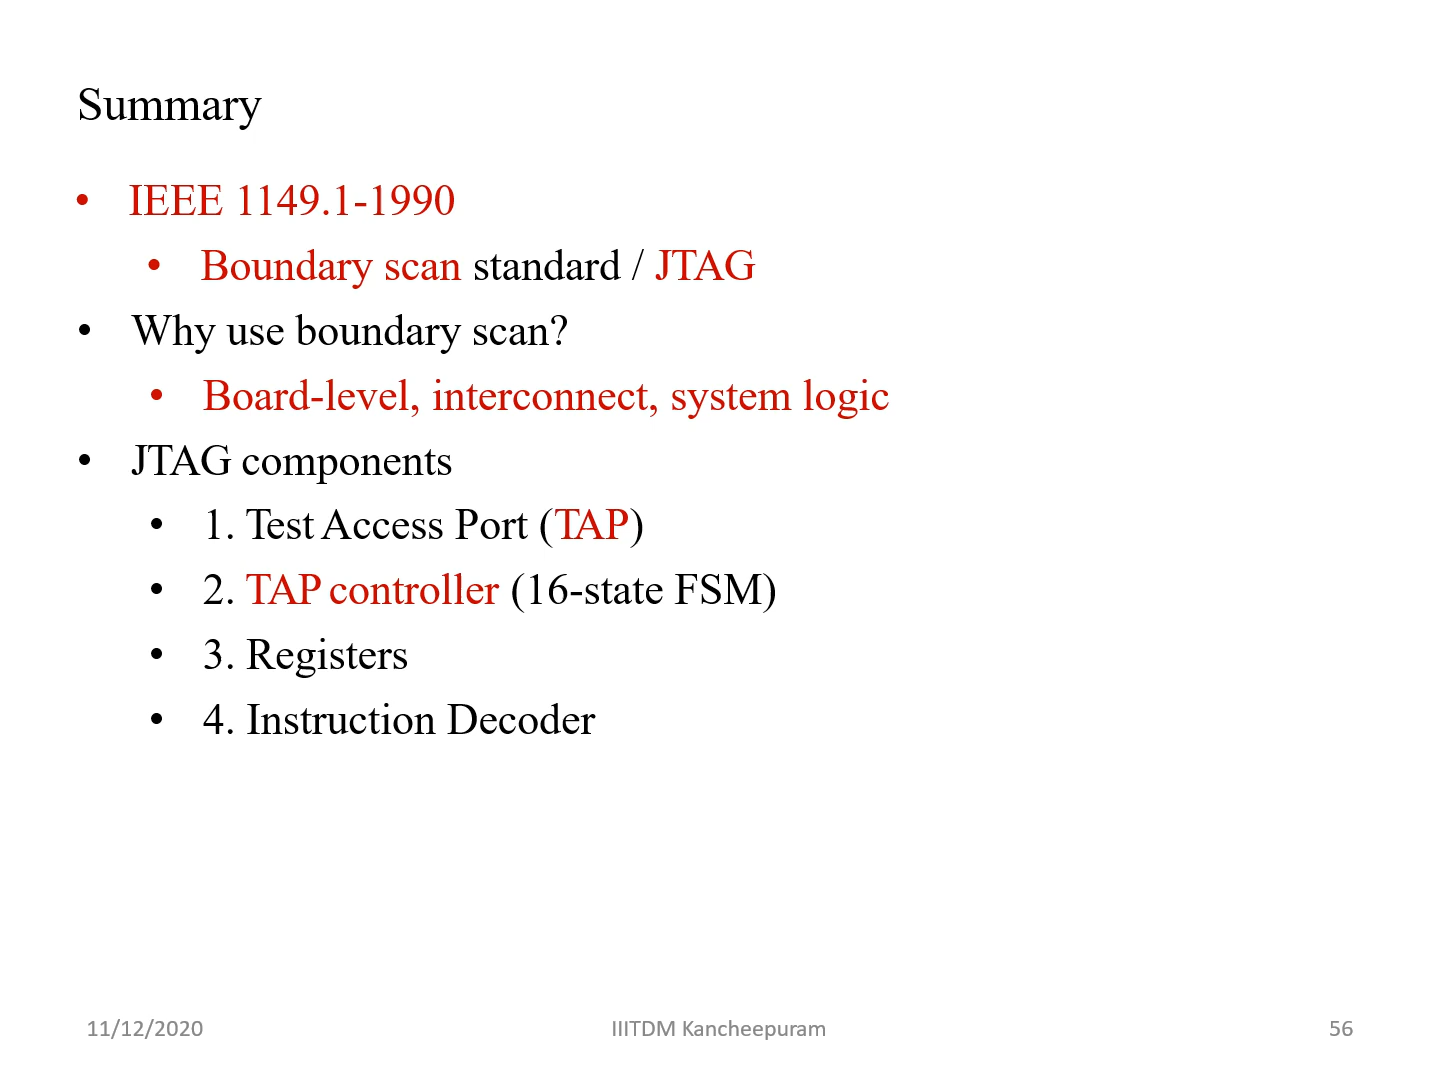 Summary
• IEEE 1149.1-1990
• Boundary scan standard / JTAG
• Why use boundary scan?
• Board-level, interconnect, system logic
• JTAG components
• 1. Test Access Port (TAP)
• 2. TAP controller (16-state FSM)
• 3. Registers
• 4. Instruction Decoder
11/12/2020 IIITDM Kancheepuram 56